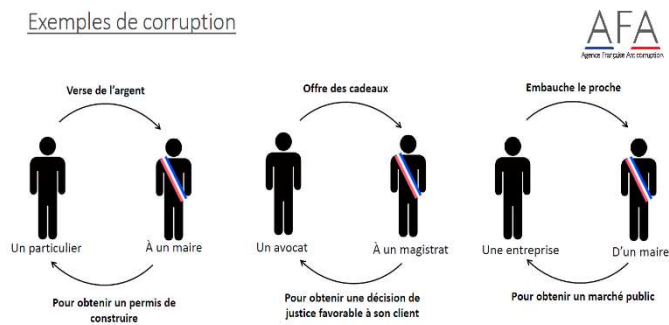 Exemples de corruption
AFA
Agence Française Anticorruption
Verse de l'argent
Un particulier
À un maire
Pour obtenir un permis de
construire
Offre des cadeaux
Un avocat
À un magistrat
Pour obtenir une décision de
justice favorable à son client
Embauche le proche
Une entreprise
D'un maire
Pour obtenir un marché public